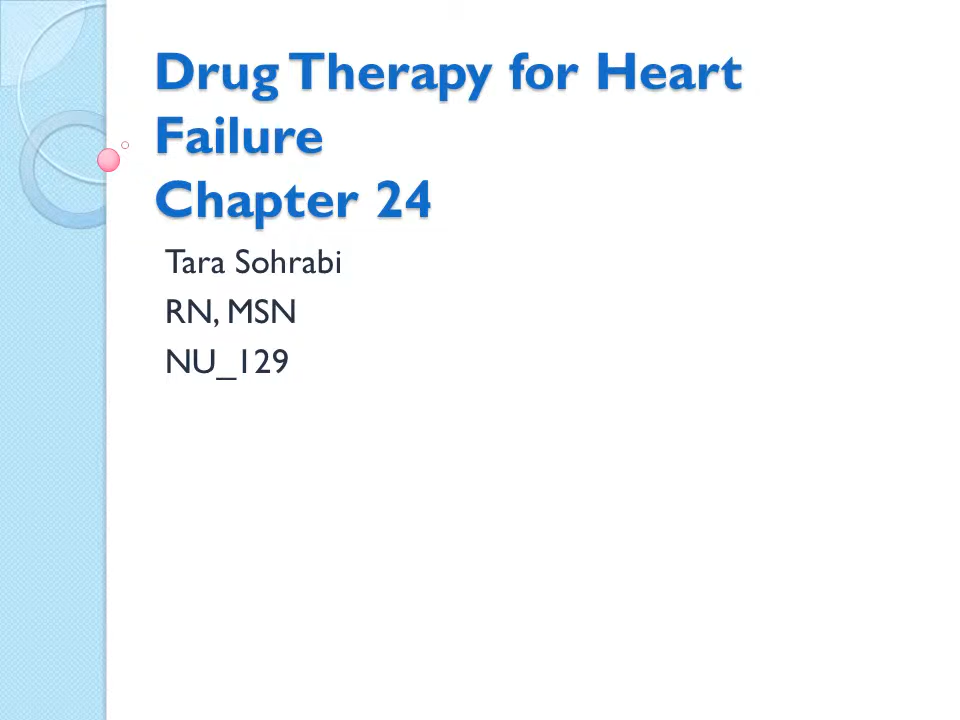 Drug Therapy for Heart
Failure
Chapter 24
Tara Sohrabi
RN, MSN
NU_129